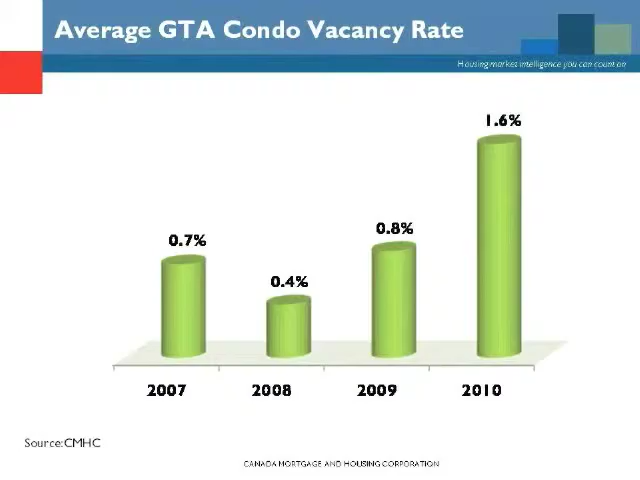 Average GTA Condo Vacancy Rate
Housing market intelligence you can count on
1.6%
0.8%
0.7%
0.4%
2007 2008 2009 2010
Source:CMHC
CANADA MORTGAGE AND HOUSING CORPORATION